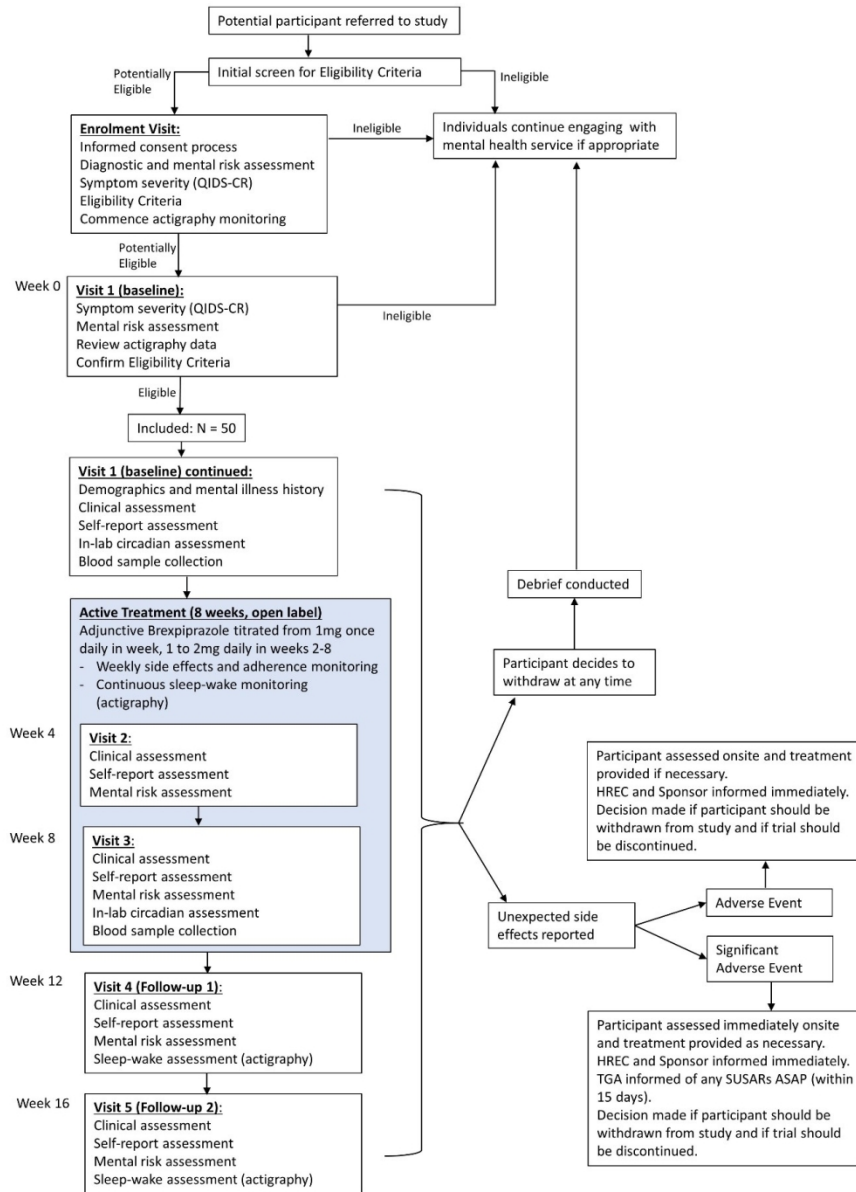 Potential participant referred to study
Initial screen for Eligibility Criteria
Potentially
Eligible
Ineligible
Enrolment Visit:
Informed consent process
Diagnostic and mental risk assessment
Symptom severity (QIDS-CR)
Eligibility Criteria
Commence actigraphy monitoring
Ineligible
Individuals continue engaging with
mental health service if appropriate
Potentially
Eligible
Week 0
Visit 1 (baseline):
Symptom severity (QIDS-CR)
Mental risk assessment
Review actigraphy data
Confirm Eligibility Criteria
Ineligible
Eligible
Included: N = 50
Visit 1 (baseline) continued:
Demographics and mental illness history
Clinical assessment
Self-report assessment
In-lab circadian assessment
Blood sample collection
Active Treatment (8 weeks, open label)
Adjunctive Brexpiprazole titrated from 1mg once
daily in week, 1 to 2mg daily in weeks 2-8
- Weekly side effects and adherence monitoring
- Continuous sleep-wake monitoring
(actigraphy)
Week 4
Visit 2:
Clinical assessment
Self-report assessment
Mental risk assessment
Week 8
Visit 3:
Clinical assessment
Self-report assessment
Mental risk assessment
In-lab circadian assessment
Blood sample collection
Week 12
Visit 4 (Follow-up 1):
Clinical assessment
Self-report assessment
Mental risk assessment
Sleep-wake assessment (actigraphy)
Week 16
Visit 5 (Follow-up 2):
Clinical assessment
Self-report assessment
Mental risk assessment
Sleep-wake assessment (actigraphy)
Debrief conducted
Participant decides to
withdraw at any time
Unexpected side
effects reported
Participant assessed onsite and treatment
provided if necessary.
HREC and Sponsor informed immediately.
Decision made if participant should be
withdrawn from study and if trial should
be discontinued.
Adverse Event
Significant
Adverse Event
Participant assessed immediately onsite
and treatment provided as necessary.
HREC and Sponsor informed immediately.
TGA informed of any SUSARs ASAP (within
15 days).
Decision made if participant should be
withdrawn from study and if trial should
be discontinued.